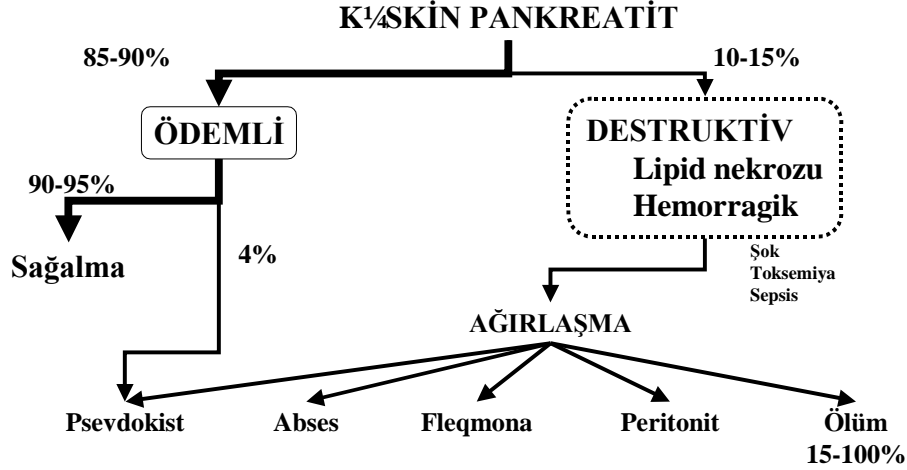 K¼SKİN PANKREATİT
85-90%
10-15%
ÖDEMLİ
DESTRUKTİV
Lipid nekrozu
Hemorragik
90-95%
Sağalma
4%
Şok
Toksemiya
Sepsis
AĞIRLAŞMA
Psevdokist
Abses
Fleqmona
Peritonit
Ölüm
15-100%